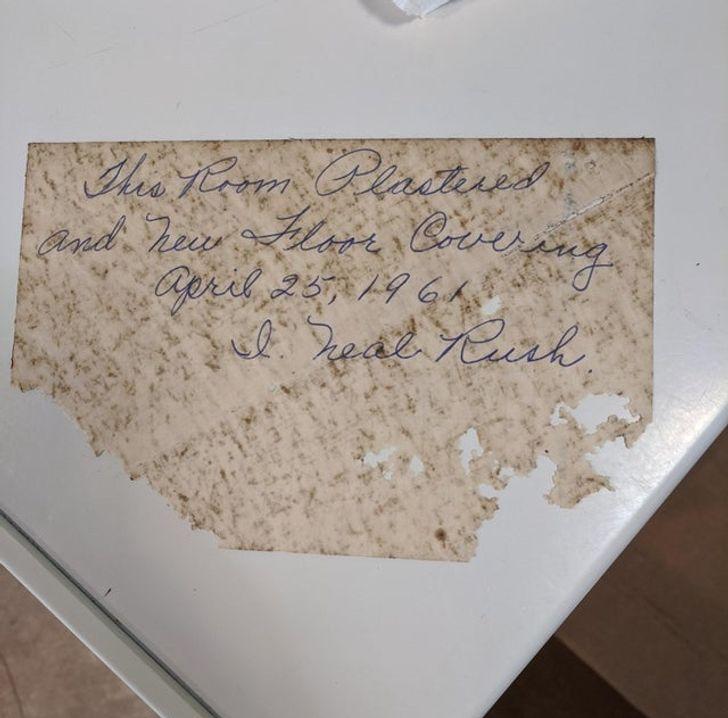 This Room Plastered
and New Floor Covering
April 25, 1961
I. Neal Rush.